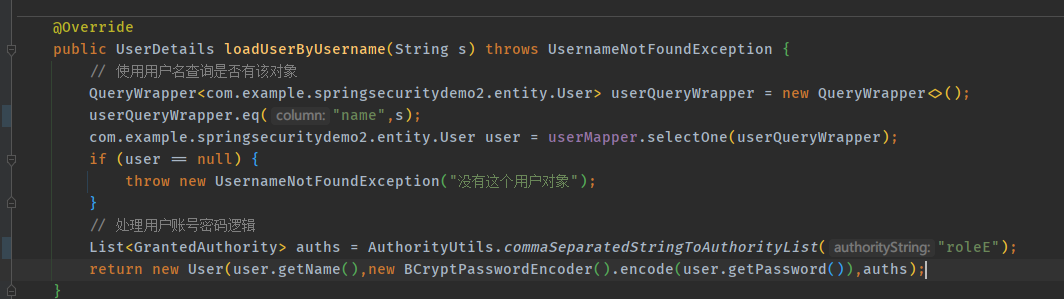 @Override
public UserDetails loadUserByUsername(String s) throws UsernameNotFoundException {
// 使用用户名查询是否有该对象
QueryWrapper<com.example.springsecuritydemo2.entity.User> userQueryWrapper = new QueryWrapper<>();
userQueryWrapper.eq( column: "name",s);
com.example.springsecuritydemo2.entity.User user = userMapper.selectOne(userQueryWrapper);
if (user == null) {
throw new UsernameNotFoundException("没有这个用户对象");
}
// 处理用户账号密码逻辑
List<GrantedAuthority> auths = AuthorityUtils.commaSeparatedStringToAuthorityList( authorityString: "roleE");
return new User(user.getName(),new BCryptPasswordEncoder().encode(user.getPassword()),auths);
}